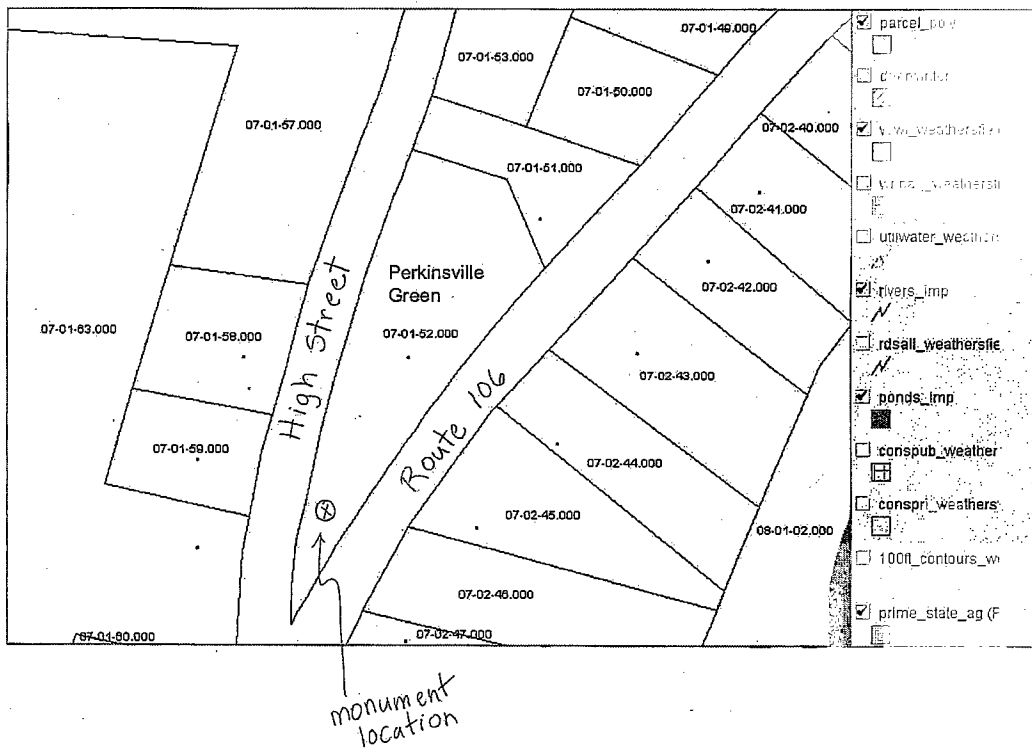 07-01-49.000
07-01-53.000
07-01-50.000
07-01-57.000
07-02-40.000
07-01-51.000
07-02-41.000
Perkinsville
Green
07-02-42.000
07-01-63.000
07-01-58.000
07-01-52.000
High Street
07-02-43.000
Route 106
07-01-59.000
07-02-44.000
07-02-45.000
08-01-02.000
07-02-46.000
07-01-60.000
07-02-47.000
monument
location
parcel_poly
rivers_imp
rdsall_weathersfie
ponds_imp
conspub_weather
conspri_weathers
100ft_contours_w
prime_state_ag (F